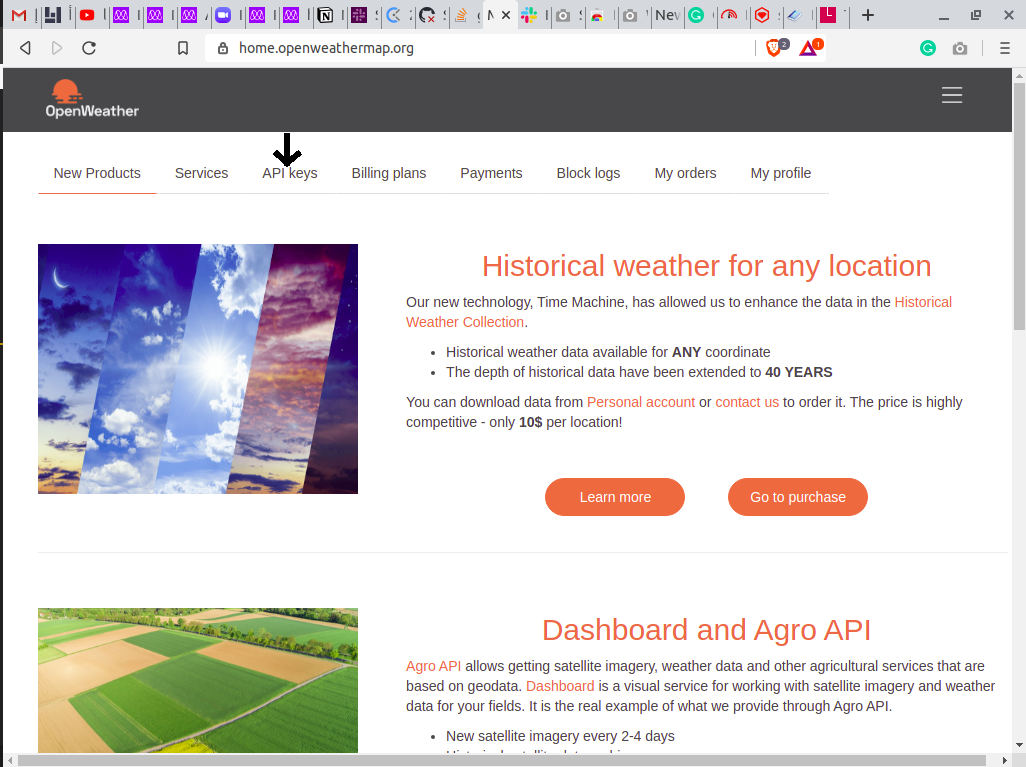 New
home.openweathermap.org
2
1
OpenWeather
New Products Services API keys Billing plans Payments Block logs My orders My profile
Historical weather for any location
Our new technology, Time Machine, has allowed us to enhance the data in the Historical
Weather Collection.
Historical weather data available for ANY coordinate
The depth of historical data have been extended to 40 YEARS
You can download data from Personal account or contact us to order it. The price is highly
competitive - only 10$ per location!
Learn more Go to purchase
Dashboard and Agro API
Agro API allows getting satellite imagery, weather data and other agricultural services that are
based on geodata. Dashboard is a visual service for working with satellite imagery and weather
data for your fields. It is the real example of what we provide through Agro API.
New satellite imagery every 2-4 days